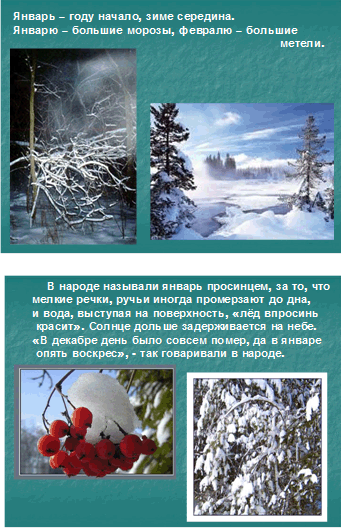 Январь – году начало, зиме середина.
Январю – большие морозы, февралю – большие
метели.
В народе называли январь просинцем, за то, что
мелкие речки, ручьи иногда промерзают до дна,
и вода, выступая на поверхность, «лёд впросинь
красит». Солнце дольше задерживается на небе.
«В декабре день было совсем помер, да в январе
опять воскрес», - так говаривали в народе.